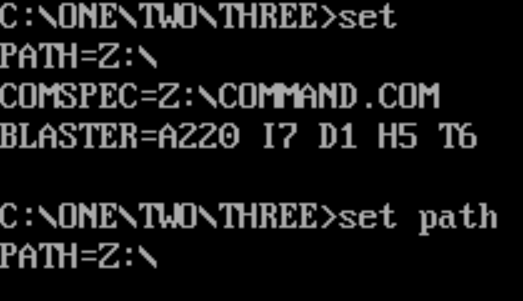 C:\ONE\TWO\THREE>set
PATH=Z:\
COMSPEC=Z:\COMMAND.COM
BLASTER=A220 I7 D1 H5 T6
C:\ONE\TWO\THREE>set path
PATH=Z:\